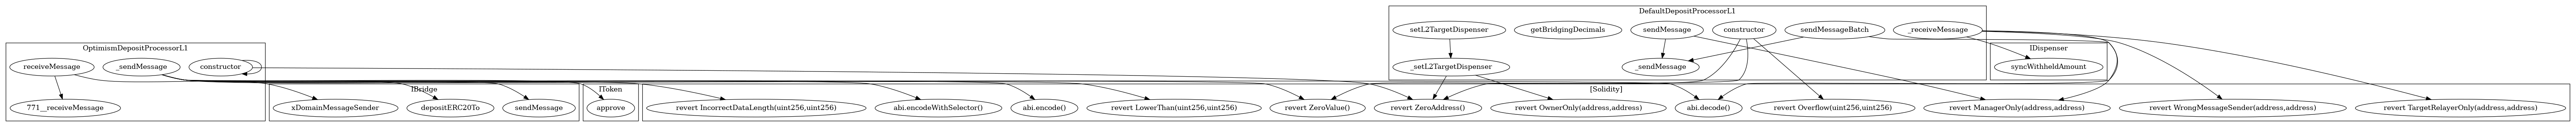 DefaultDepositProcessorL1
setL2TargetDispenser
getBridgingDecimals
sendMessage
constructor
sendMessageBatch
_receiveMessage
_setL2TargetDispenser
_sendMessage
OptimismDepositProcessorL1
receiveMessage
_sendMessage
constructor
771__receiveMessage
IDispenser
syncWithheldAmount
IBridge
xDomainMessageSender
depositERC20To
sendMessage
IToken
approve
[Solidity]
revert IncorrectDataLength(uint256,uint256)
abi.encodeWithSelector()
abi.encode()
revert LowerThan(uint256,uint256)
revert ZeroValue()
revert ZeroAddress()
revert OwnerOnly(address,address)
abi.decode()
revert Overflow(uint256,uint256)
revert ManagerOnly(address,address)
revert WrongMessageSender(address,address)
revert TargetRelayerOnly(address,address)